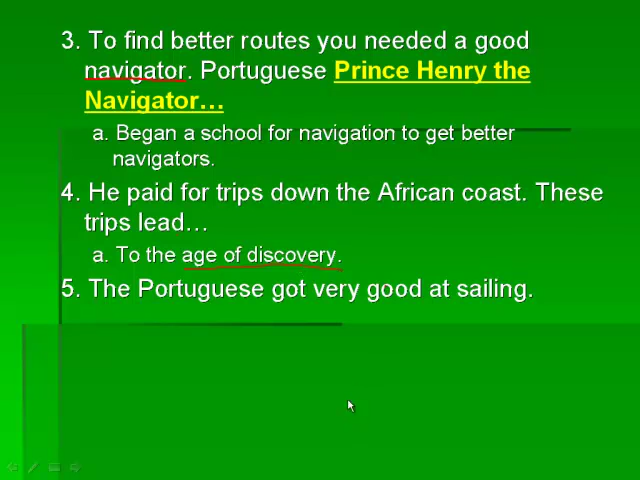 3. To find better routes you needed a good
navigator. Portuguese Prince Henry the
Navigator…
a. Began a school for navigation to get better
navigators.
4. He paid for trips down the African coast. These
trips lead…
a. To the age of discovery.
5. The Portuguese got very good at sailing.